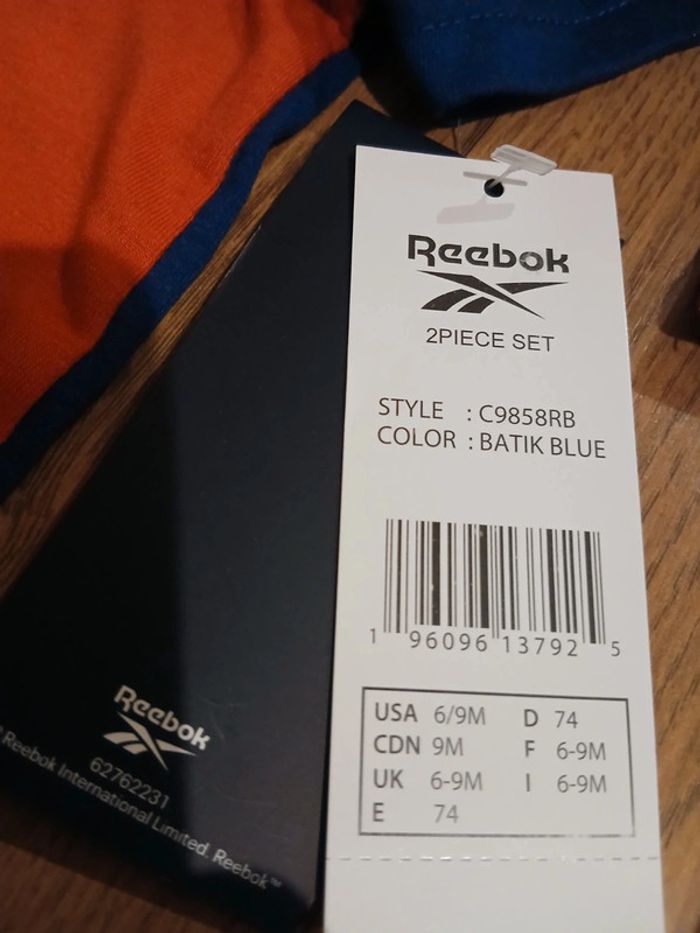 Reebok
2PIECE SET
STYLE : C9858RB
COLOR : BATIK BLUE
1 96096 13792 5
USA 6/9M D 74
CDN 9M F 6-9M
UK 6-9M I 6-9M
E 74
Reebok
62762231
Reebok International Limited. Reebok™